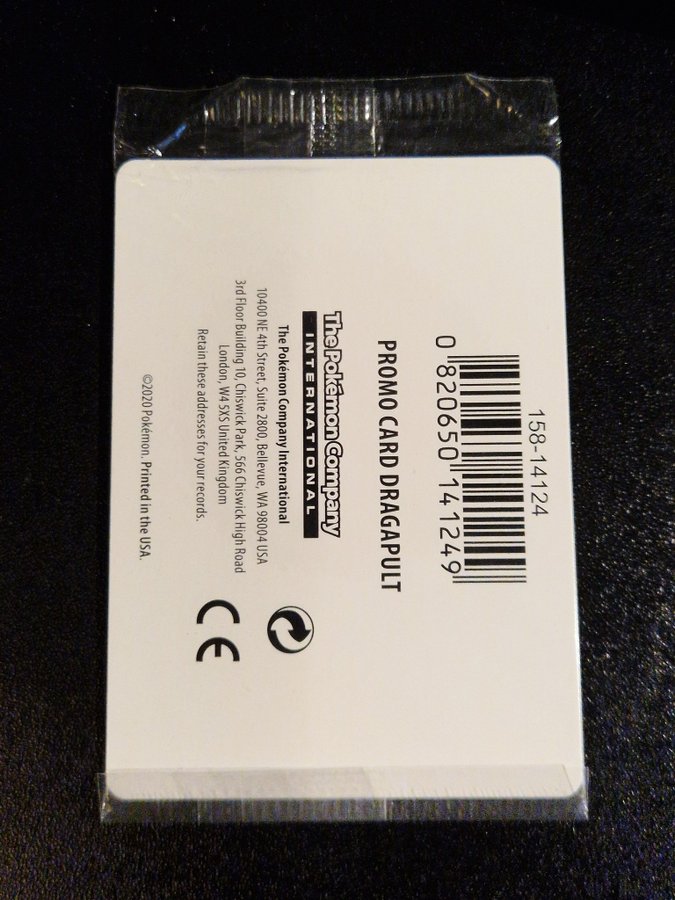 158-14124
0 820650 141249
PROMO CARD DRAGAPULT
The Pokémon Company
INTERNATIONAL
The Pokémon Company International
10400 NE 4th Street, Suite 2800, Bellevue, WA 98004 USA
3rd Floor Building 10, Chiswick Park, 566 Chiswick High Road
London, W4 5XS United Kingdom
Retain these addresses for your records.
CE
©2020 Pokémon. Printed in the USA.